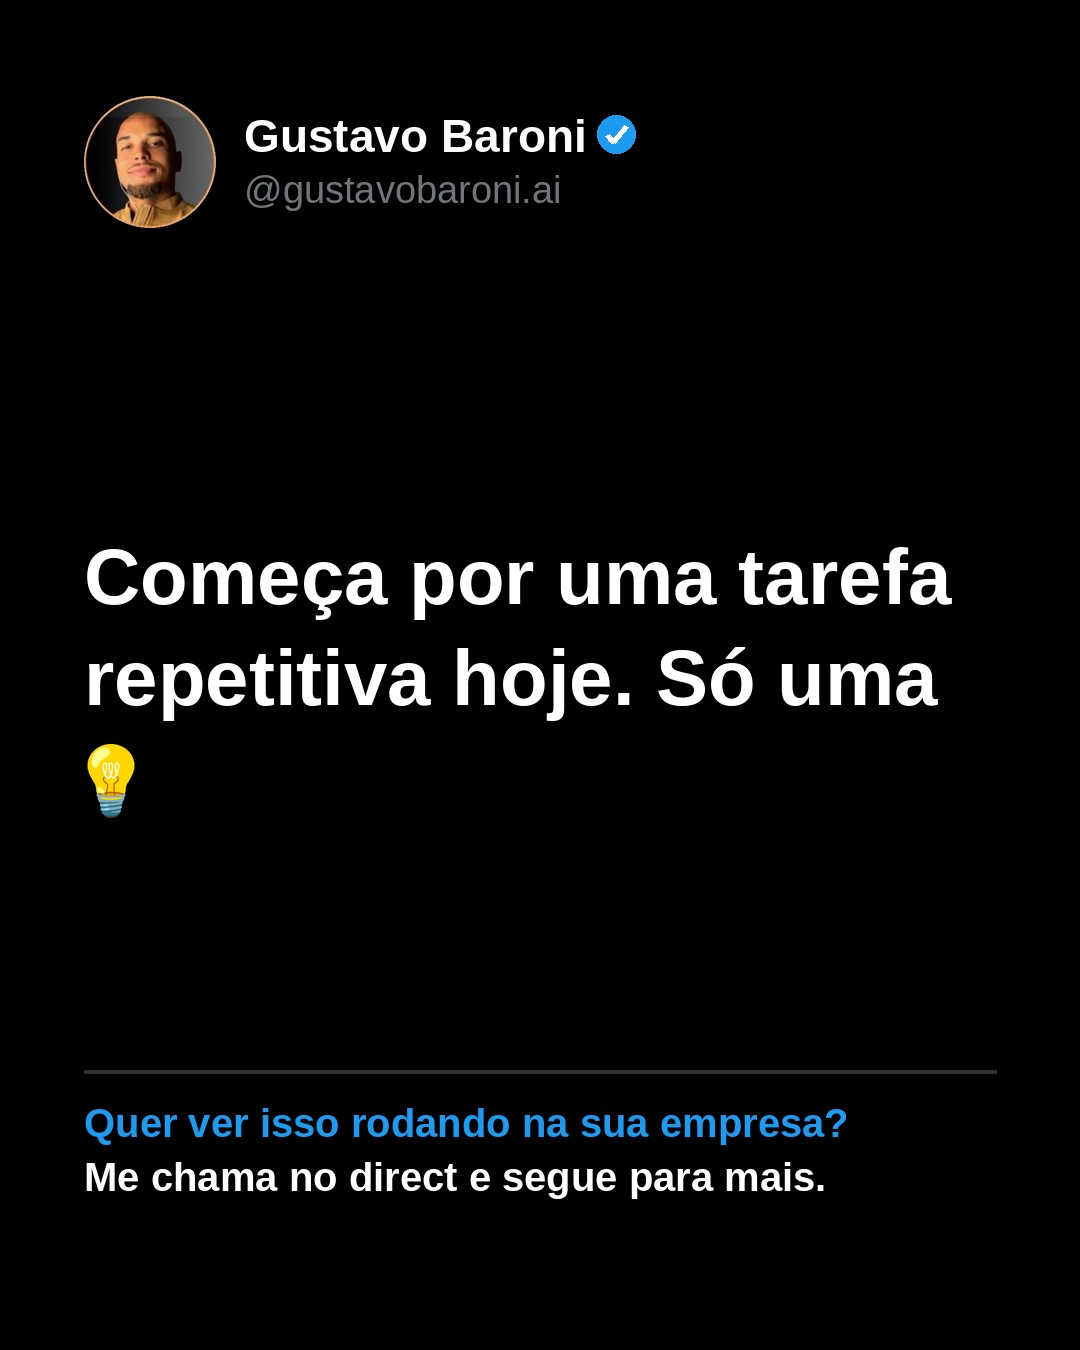 Gustavo Baroni
@gustavobaroni.ai
Começa por uma tarefa
repetitiva hoje. Só uma
💡
Quer ver isso rodando na sua empresa?
Me chama no direct e segue para mais.